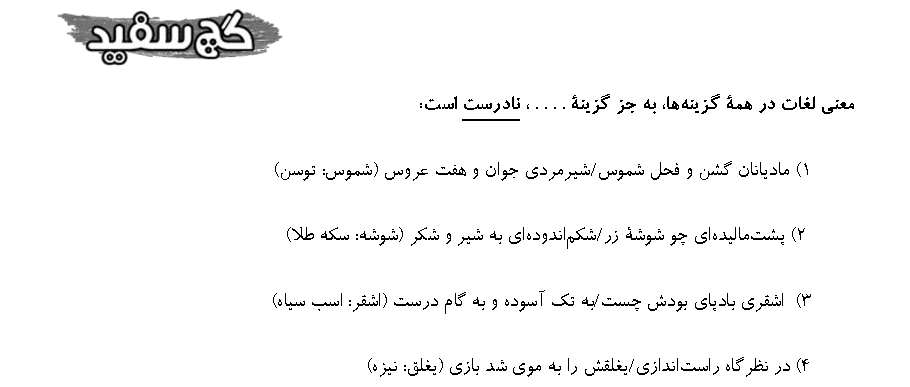 گچ سفید
معنی لغات در همهٔ گزینه‌ها، به جز گزینهٔ . . . . ، نادرست است:
۱) مادیانان گشن و فحل شموس/شیرمردی جوان و هفت عروس (شموس: توسن)
۲) پشت‌مالیده‌ای چو شوشهٔ زر/شکم‌اندوده‌ای به شیر و شکر (شوشه: سکه طلا)
۳) اشقری بادپای بودش چست/به تک آسوده و به گام درست (اشقر: اسب سیاه)
۴) در نظرگاه راست‌اندازی/یغلقش را به موی شد بازی (یغلق: نیزه)